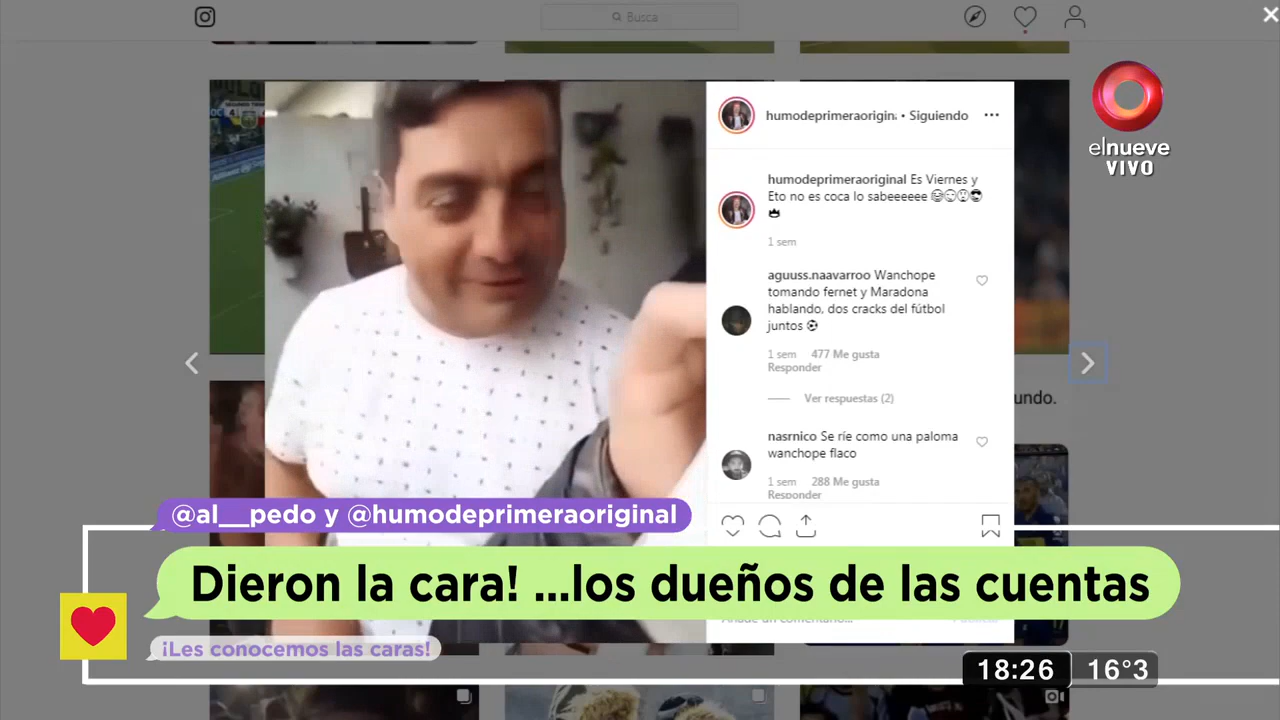 Busca
elnueve
VIVO
humodeprimeraorigin • Siguiendo
humodeprimeraoriginal Es Viernes y
Eto no es coca lo sabeeeeee
1 sem
aguuss.naavarroo Wanchope
tomando fernet y Maradona
hablando, dos cracks del fútbol
juntos
1 sem 477 Me gusta
Responder
Ver respuestas (2)
undo.
nasrnico Se ríe como una paloma
wanchope flaco
1 sem 288 Me gusta
Responder
@al__pedo y @humodeprimeraoriginal
Dieron la cara! ...los dueños de las cuentas
¡Les conocemos las caras!
18:26 16°3